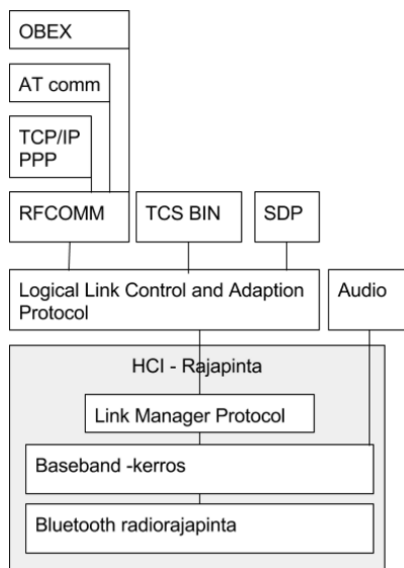 OBEX
AT comm
TCP/IP
PPP
RFCOMM
TCS BIN
SDP
Logical Link Control and Adaption
Protocol
Audio
HCI - Rajapinta
Link Manager Protocol
Baseband -kerros
Bluetooth radiorajapinta